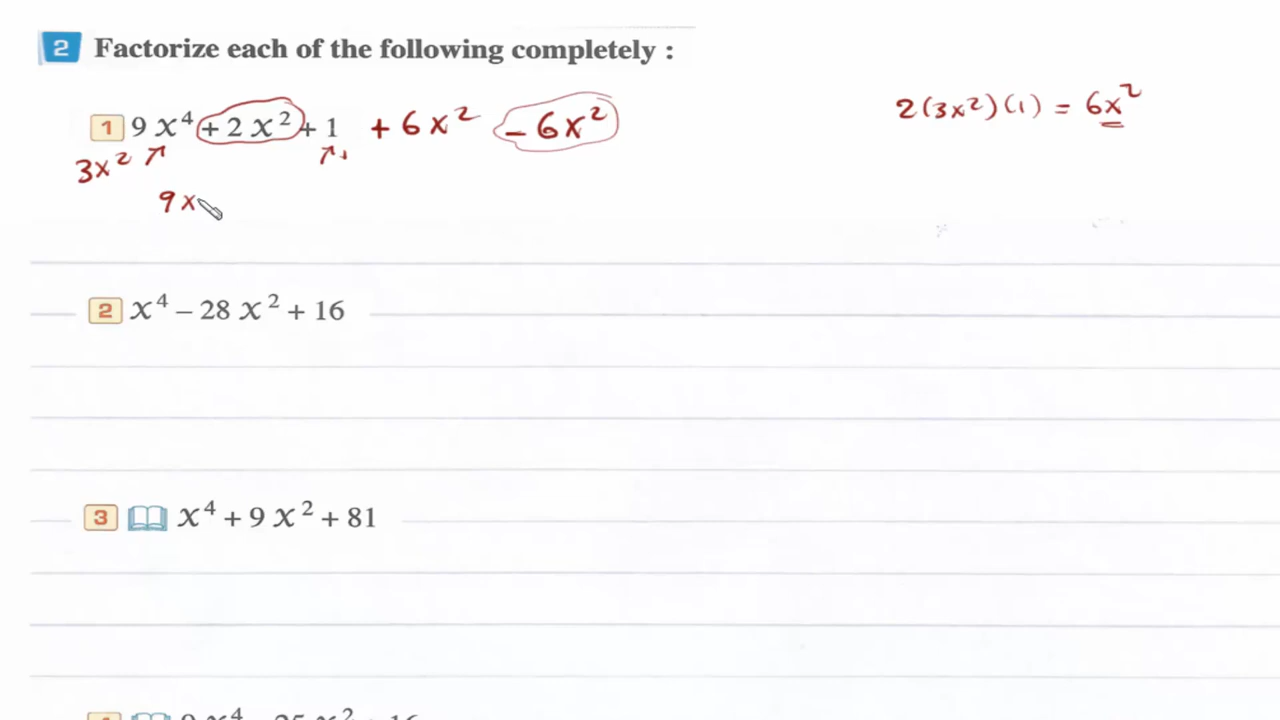 2 Factorize each of the following completely :
2(3x²)(1) = 6x²
1 9x⁴ + 2x² + 1 + 6x² - 6x²
3x² 1
9x
2 x⁴ – 28x² + 16
3 x⁴ + 9x² + 81